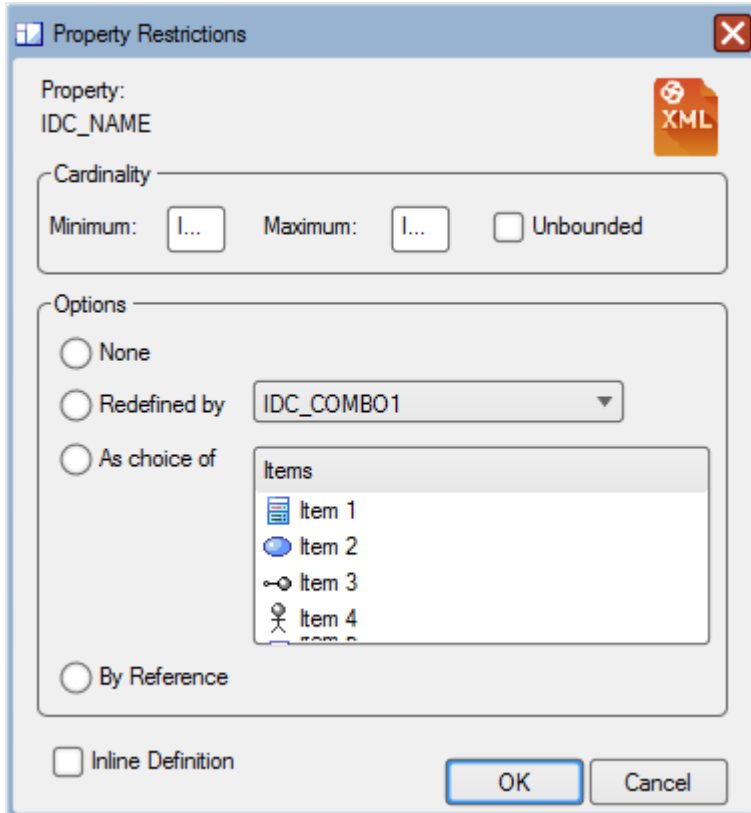 Property Restrictions
Property:
IDC_NAME
XML
Cardinality
Minimum: I... Maximum: I... Unbounded
Options
None
Redefined by IDC_COMBO1
As choice of
Items
Item 1
Item 2
Item 3
Item 4
By Reference
Inline Definition
OK Cancel